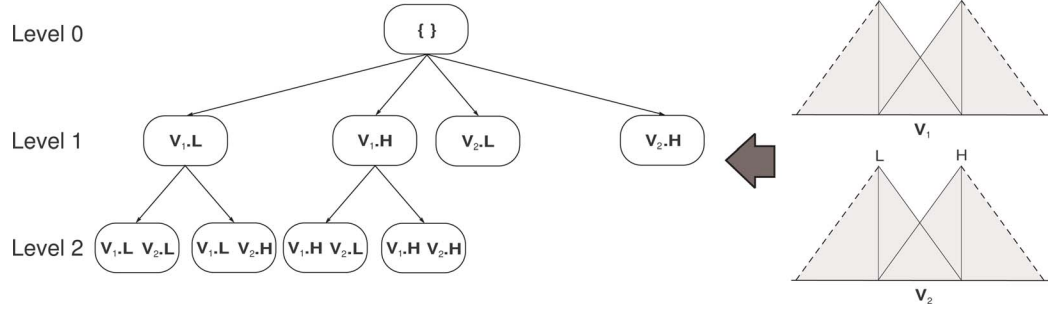 Level 0
{ }
Level 1
V₁.L
V₁.H
V₂.L
V₂.H
Level 2
V₁.L V₂.L
V₁.L V₂.H
V₁.H V₂.L
V₁.H V₂.H
V₁
L H
V₂